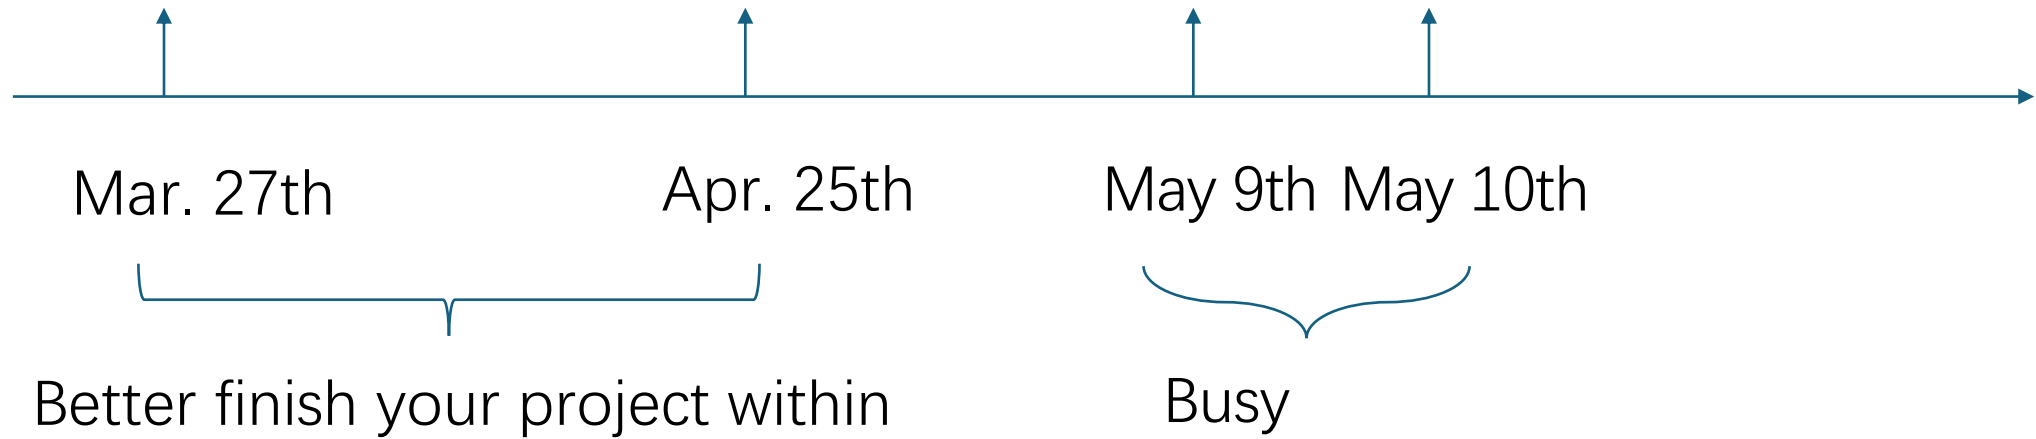 Mar. 27th Apr. 25th May 9th May 10th
Better finish your project within Busy